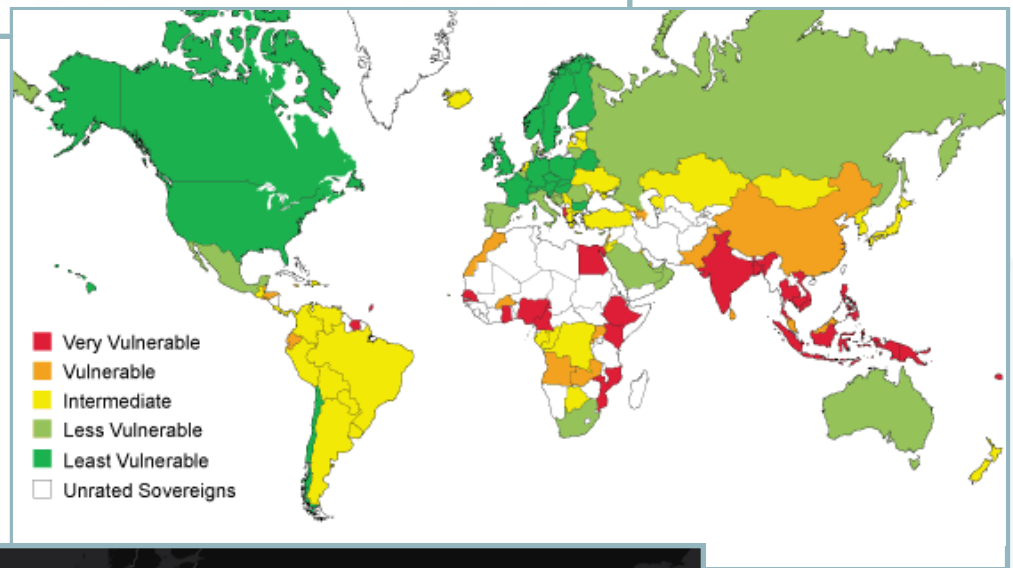 Very Vulnerable
Vulnerable
Intermediate
Less Vulnerable
Least Vulnerable
Unrated Sovereigns